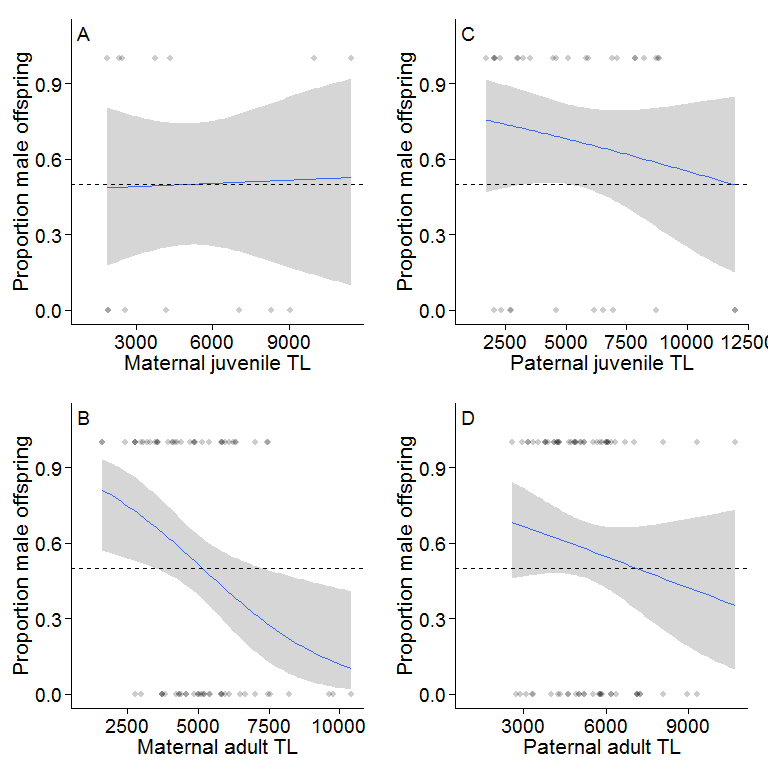 A
Proportion male offspring
0.9
0.6
0.3
0.0
3000 6000 9000
Maternal juvenile TL
C
Proportion male offspring
0.9
0.6
0.3
0.0
2500 5000 7500 10000 12500
Paternal juvenile TL
B
Proportion male offspring
0.9
0.6
0.3
0.0
2500 5000 7500 10000
Maternal adult TL
D
Proportion male offspring
0.9
0.6
0.3
0.0
3000 6000 9000
Paternal adult TL